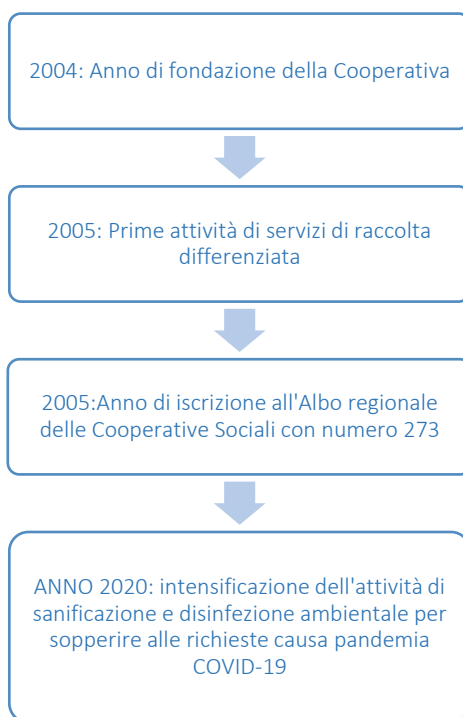 2004: Anno di fondazione della Cooperativa
2005: Prime attività di servizi di raccolta
differenziata
2005:Anno di iscrizione all'Albo regionale
delle Cooperative Sociali con numero 273
ANNO 2020: intensificazione dell'attività di
sanificazione e disinfezione ambientale per
sopperire alle richieste causa pandemia
COVID-19